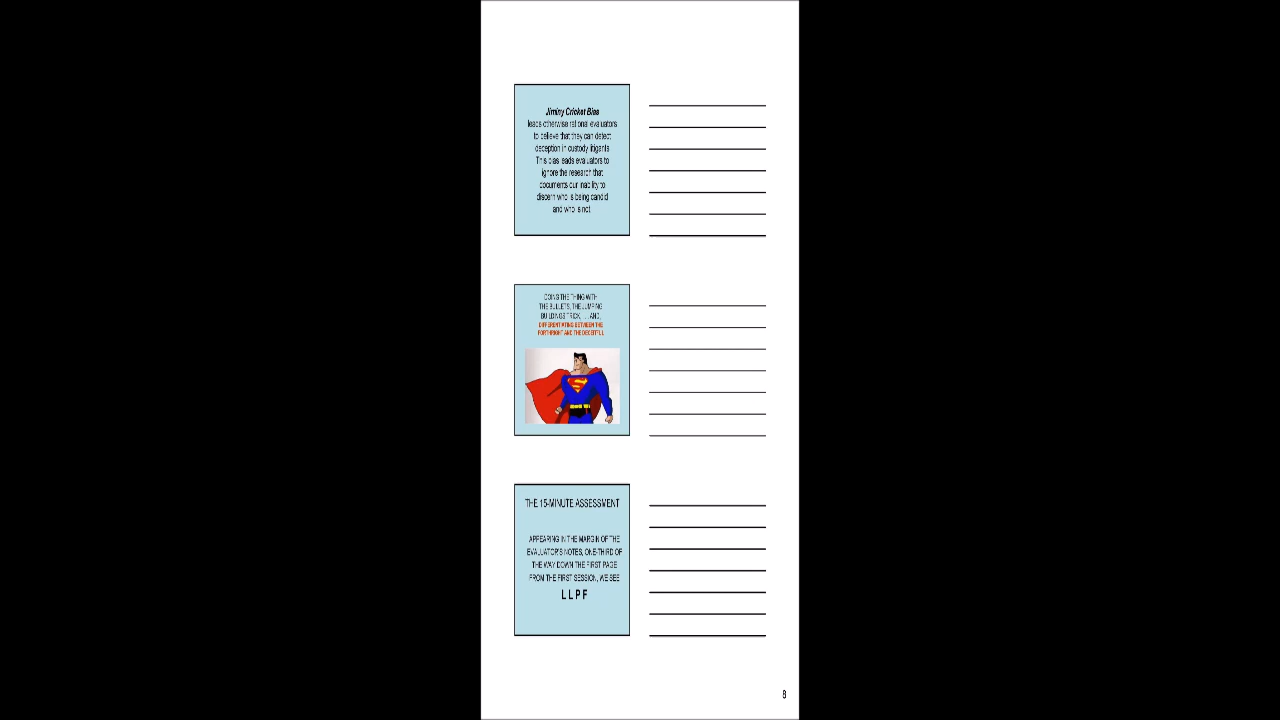 Jiminy Cricket Bias
leads otherwise rational evaluators
to believe that they can detect
deception in custody litigants.
This bias leads evaluators to
ignore the research that
documents our inability to
discern who is being candid
and who is not.
DOING THE THING WITH
THE BULLETS, THE JUMPING
BUILDINGS TRICK, . . . AND,
DIFFERENTIATING BETWEEN THE
FORTHRIGHT AND THE DECEITFUL
THE 15-MINUTE ASSESSMENT
APPEARING IN THE MARGIN OF THE
EVALUATOR'S NOTES, ONE-THIRD OF
THE WAY DOWN THE FIRST PAGE
FROM THE FIRST SESSION, WE SEE
L L P F
8